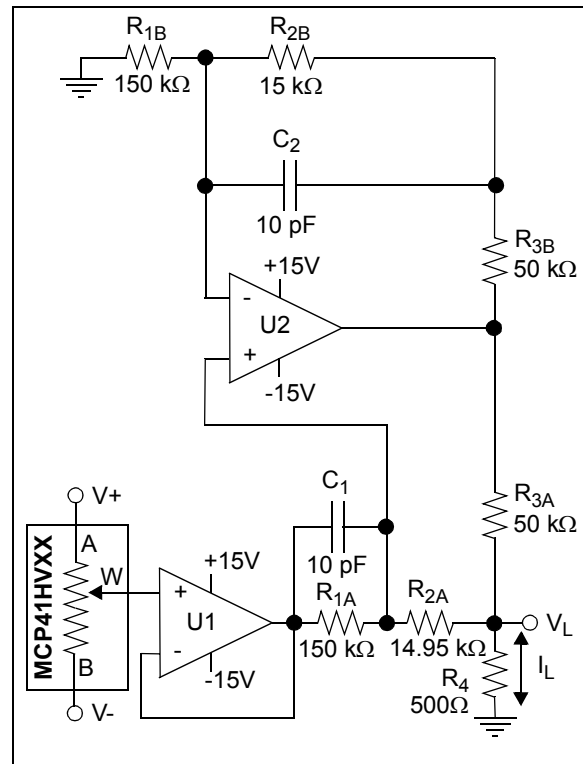 R1B
R2B
150 kΩ
15 kΩ
C2
10 pF
R3B
50 kΩ
+15V
-
U2
+
-15V
C1
V+
R3A
50 kΩ
10 pF
MCP41HVXX
A
W
B
+15V
+
U1
-
-15V
R1A
150 kΩ
R2A
14.95 kΩ
VL
IL
R4
500Ω
V-